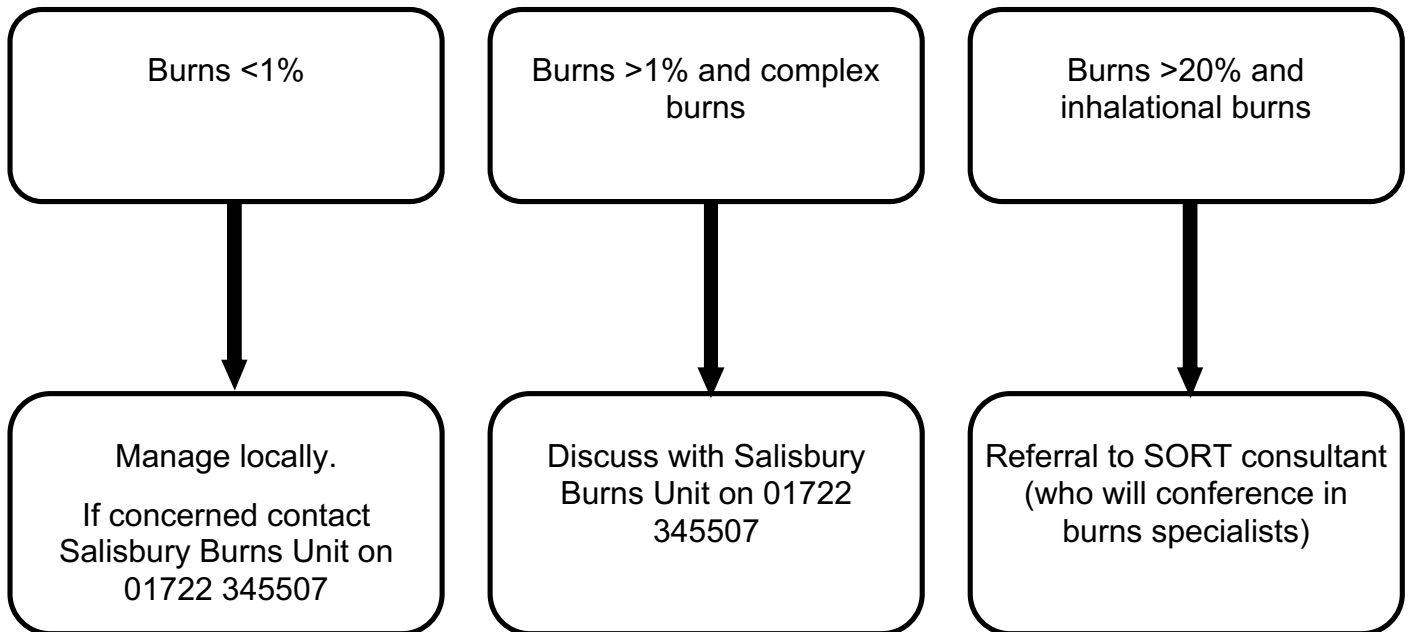 Burns <1%
Burns >1% and complex
burns
Burns >20% and
inhalational burns
Manage locally.
If concerned contact
Salisbury Burns Unit on
01722 345507
Discuss with Salisbury
Burns Unit on 01722
345507
Referral to SORT consultant
(who will conference in
burns specialists)